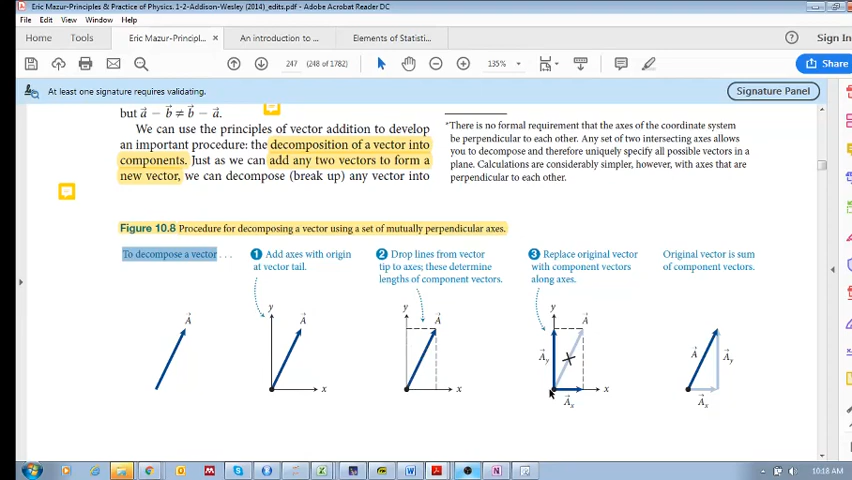 Eric Mazur-Principles & Practice of Physics. 1-2-Addison-Wesley (2014)_edits.pdf - Adobe Acrobat Reader DC
File Edit View Window Help
Home Tools Eric Mazur-Principl... × An introduction to ... Elements of Statisti... Sign In
247 (248 of 1782) 135% Share
At least one signature requires validating. Signature Panel
but a⃗ − b⃗ ≠ b⃗ − a⃗.
We can use the principles of vector addition to develop
an important procedure: the decomposition of a vector into
components. Just as we can add any two vectors to form a
new vector, we can decompose (break up) any vector into
*There is no formal requirement that the axes of the coordinate system
be perpendicular to each other. Any set of two intersecting axes allows
you to decompose and therefore uniquely specify all possible vectors in a
plane. Calculations are considerably simpler, however, with axes that are
perpendicular to each other.
Figure 10.8 Procedure for decomposing a vector using a set of mutually perpendicular axes.
To decompose a vector . . .
1 Add axes with origin
at vector tail.
2 Drop lines from vector
tip to axes; these determine
lengths of component vectors.
3 Replace original vector
with component vectors
along axes.
Original vector is sum
of component vectors.
A⃗
y A⃗ x
y A⃗ x
y A⃗ A⃗y x A⃗x
A⃗ A⃗y A⃗x
10:18 AM